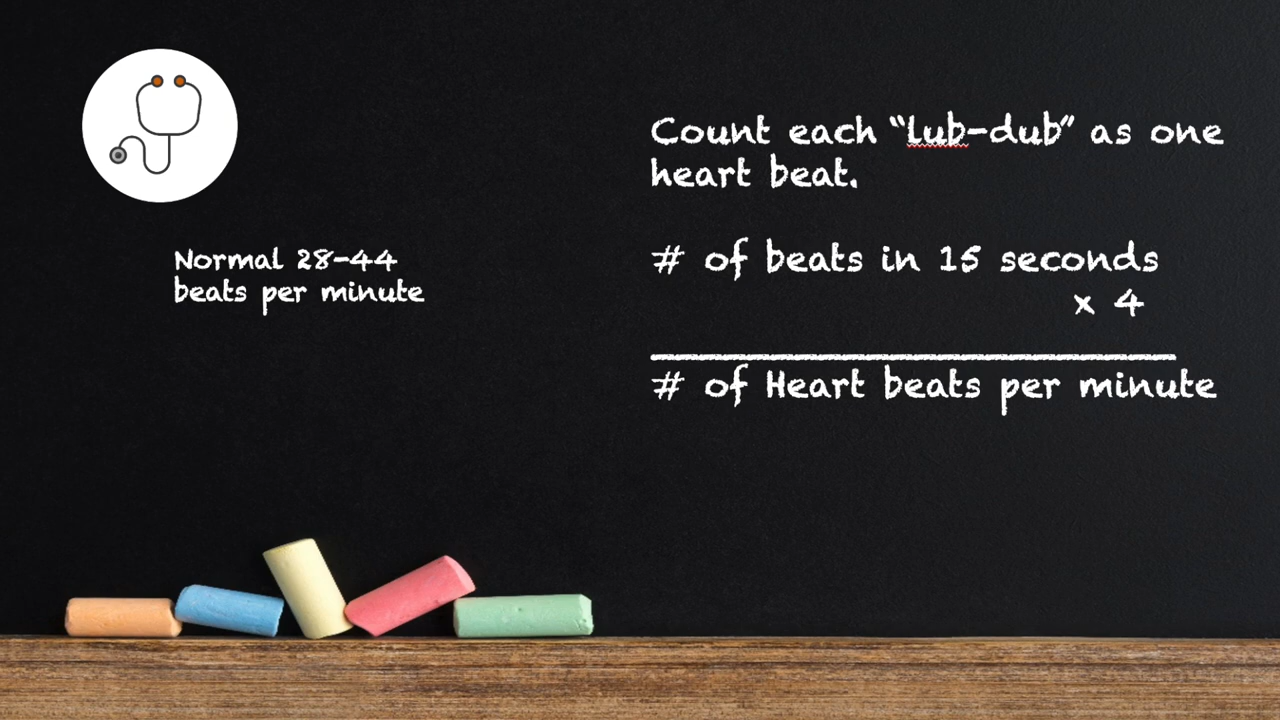 Count each “lub-dub” as one
heart beat.
Normal 28-44
beats per minute
# of beats in 15 seconds
x 4
# of Heart beats per minute